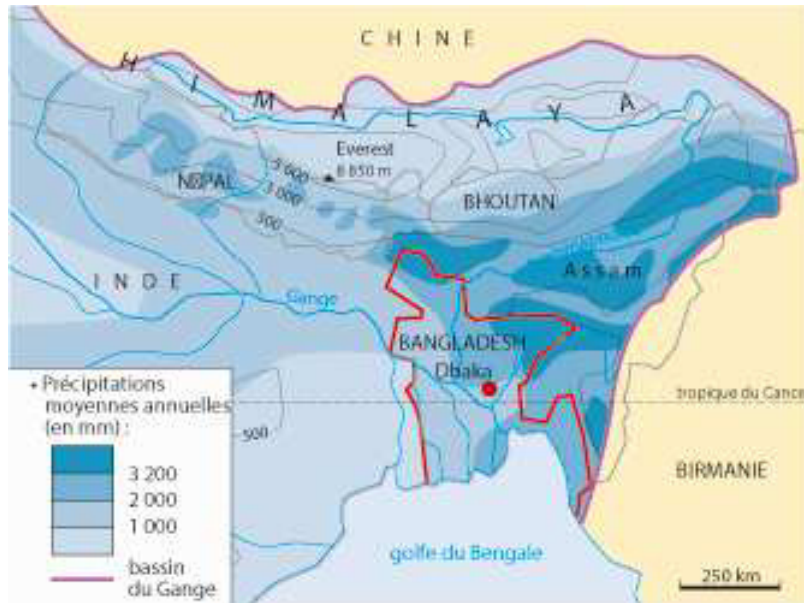 CHINE
HIMALAYA
Everest
8 850 m
3 000
1 000
500
NÉPAL
BHOUTAN
Assam
INDE
Gange
BANGLADESH
Dhaka
tropique du Cancer
500
BIRMANIE
golfe du Bengale
250 km
• Précipitations
moyennes annuelles
(en mm) :
3 200
2 000
1 000
bassin
du Gange